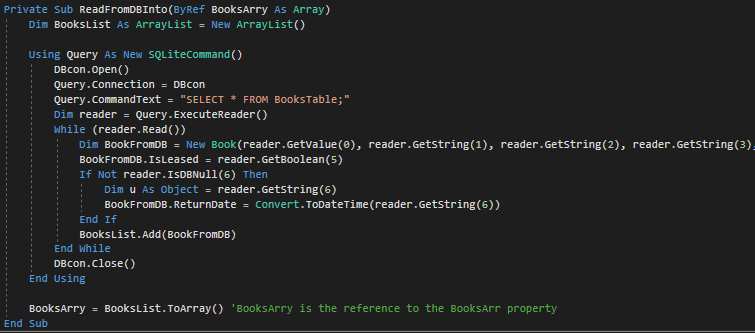 Private Sub ReadFromDBInto(ByRef BooksArry As Array)
    Dim BooksList As ArrayList = New ArrayList()

    Using Query As New SQLiteCommand()
        DBcon.Open()
        Query.Connection = DBcon
        Query.CommandText = "SELECT * FROM BooksTable;"
        Dim reader = Query.ExecuteReader()
        While (reader.Read())
            Dim BookFromDB = New Book(reader.GetValue(0), reader.GetString(1), reader.GetString(2), reader.GetString(3),
            BookFromDB.IsLeased = reader.GetBoolean(5)
            If Not reader.IsDBNull(6) Then
                Dim u As Object = reader.GetString(6)
                BookFromDB.ReturnDate = Convert.ToDateTime(reader.GetString(6))
            End If
            BooksList.Add(BookFromDB)
        End While
        DBcon.Close()
    End Using

    BooksArry = BooksList.ToArray() 'BooksArry is the reference to the BooksArr property
End Sub